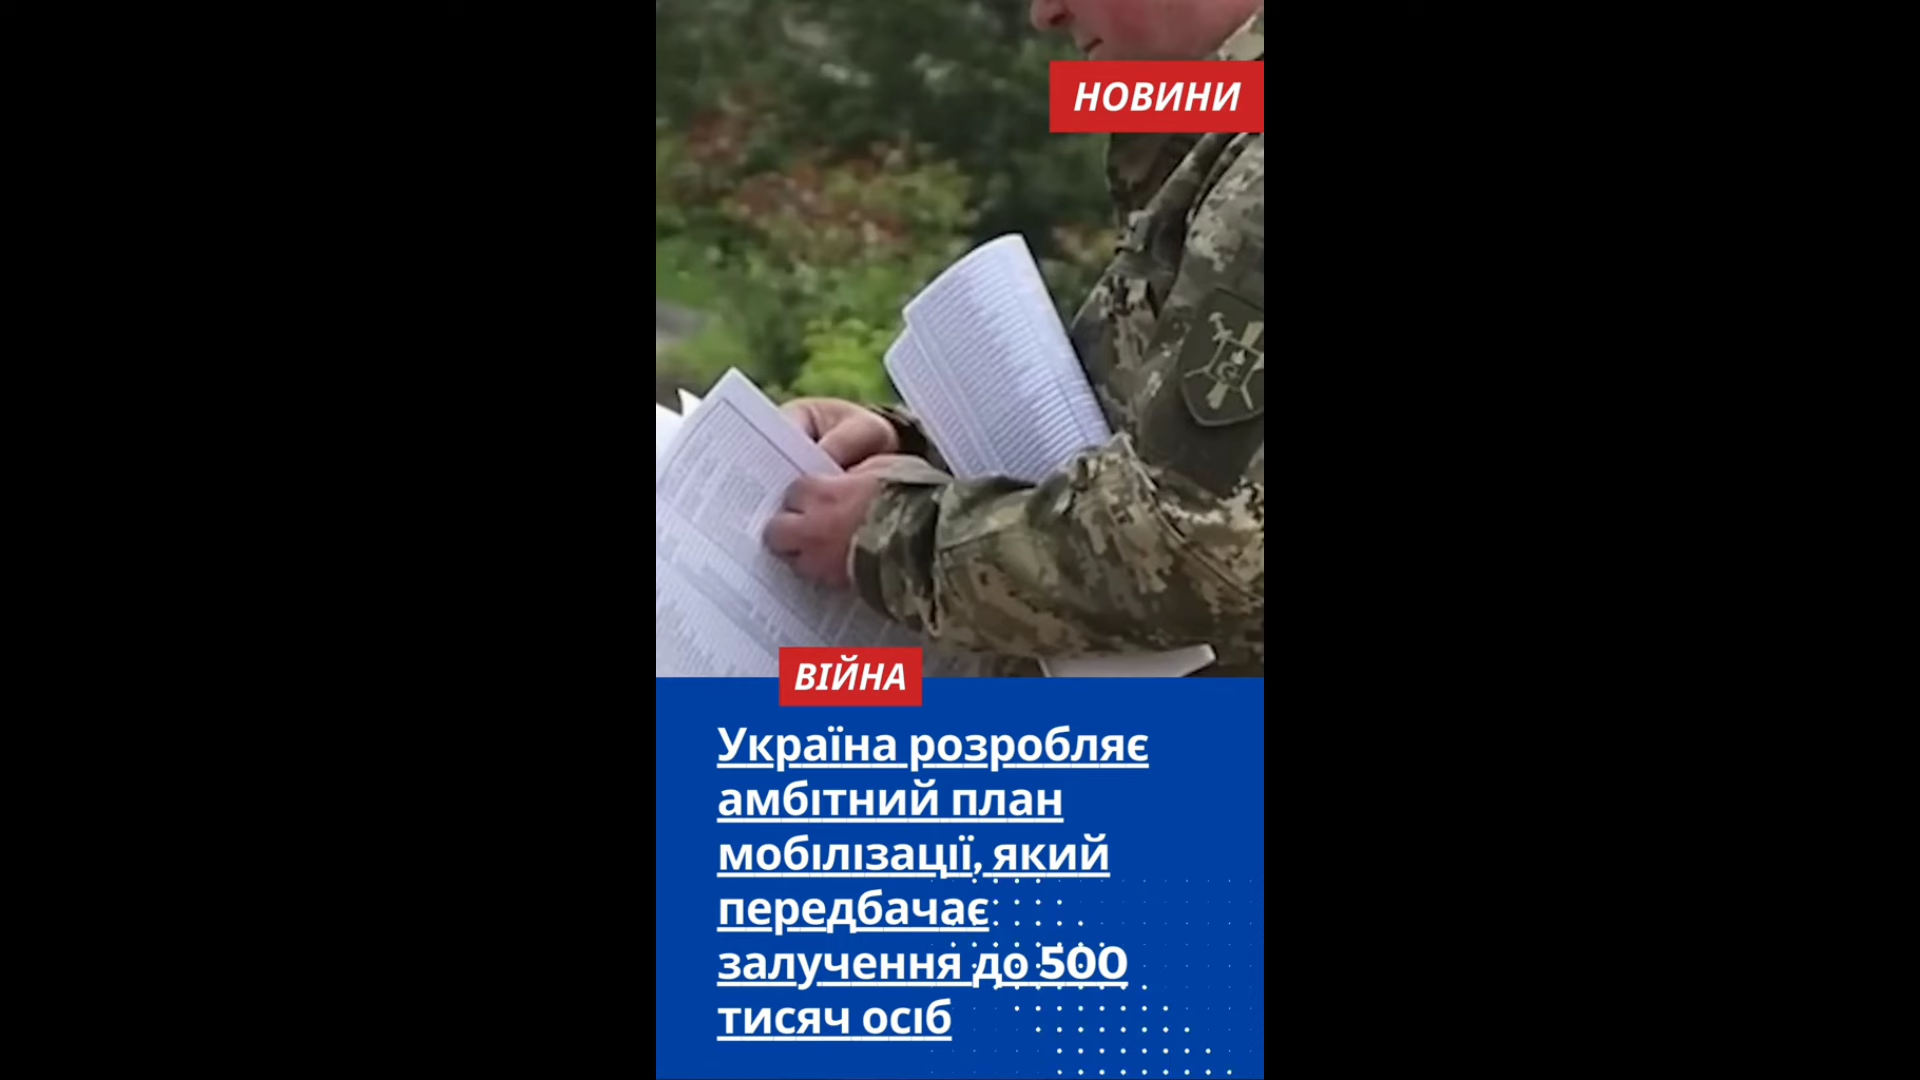 НОВИНИ
ВІЙНА
Україна розробляє
амбітний план
мобілізації, який
передбачає
залучення до 500
тисяч осіб